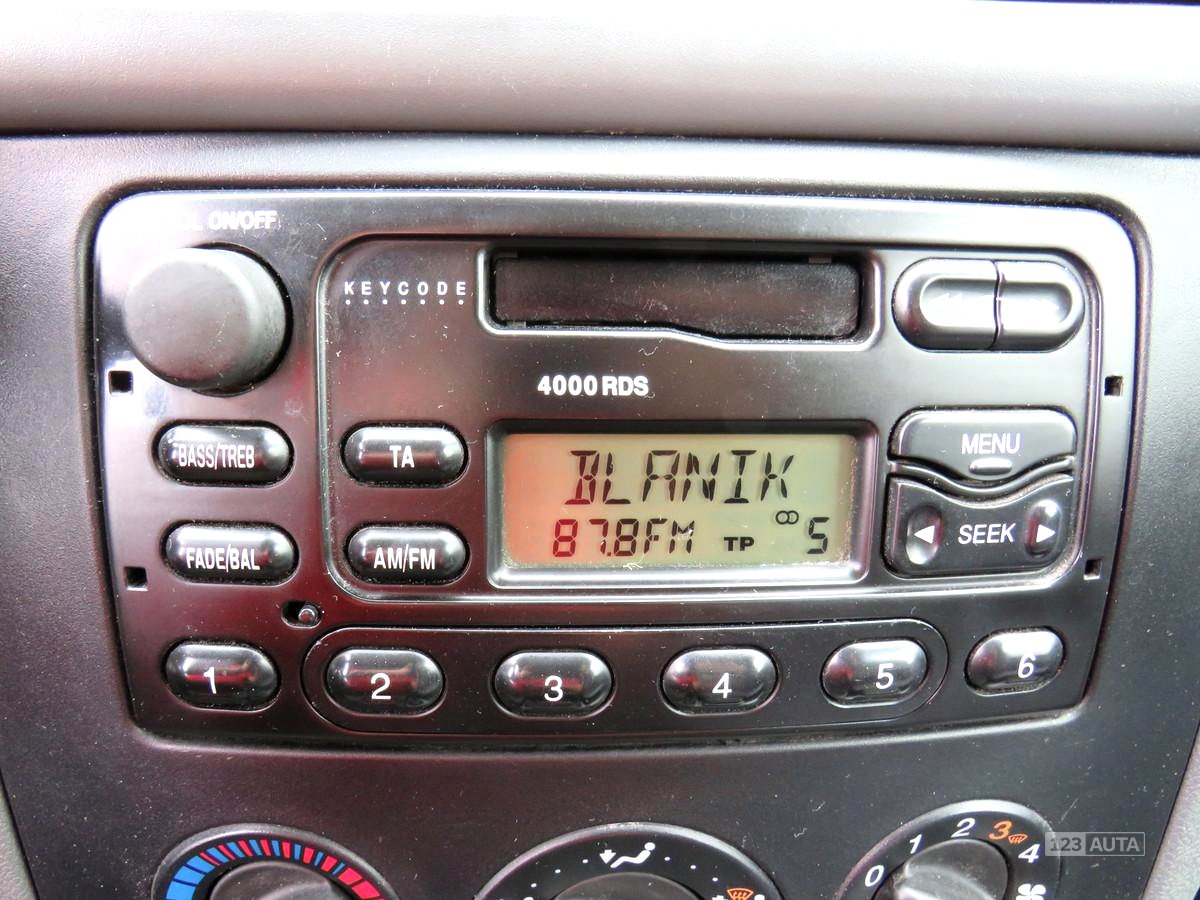 ON/OFF
KEYCODE
4000 RDS
BASS/TREB
TA
MENU
BLANIK
87.8FM TP 5
FADE/BAL
AM/FM
SEEK
1 2 3 4 5 6
0 1 2 3 4
123 AUTA